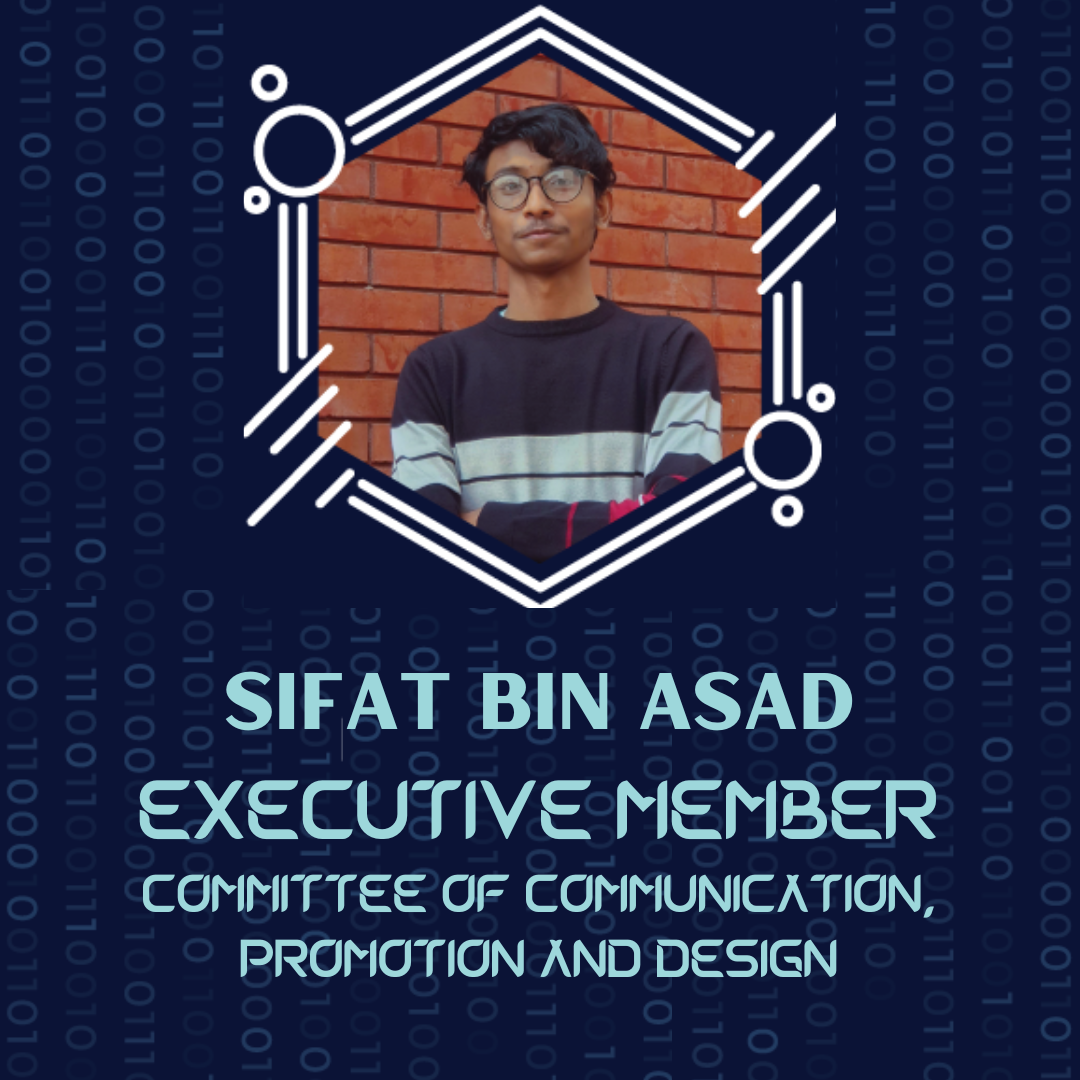 SIFAT BIN ASAD
EXECUTIVE MEMBER
COMMITTEE OF COMMUNICATION,
PROMOTION AND DESIGN